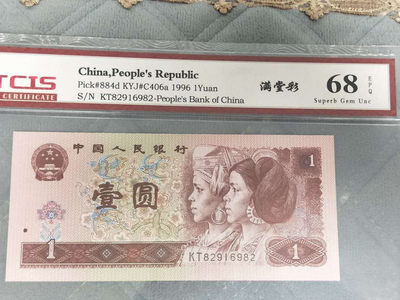 TCIS
CERTIFICATE
China,People's Republic
Pick#884d KYJ#C406a 1996 1Yuan
S/N KT82916982-People's Bank of China
满堂彩
68
EPQ
Superb Gem Unc
中国人民银行
1
壹圆
KT82916982
1
1